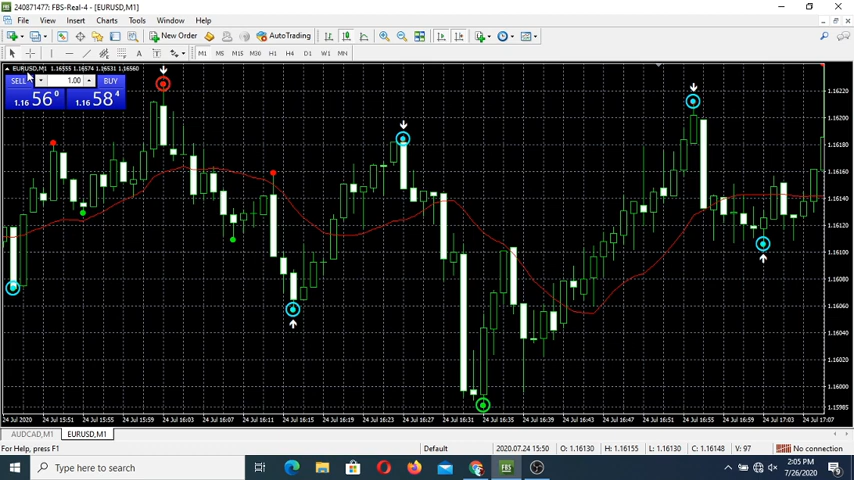 240871477: FBS-Real-4 - [EURUSD,M1]
File View Insert Charts Tools Window Help
New Order AutoTrading
A T M1 M5 M15 M30 H1 H4 D1 W1 MN
EURUSD,M1 1.16555 1.16574 1.16531 1.16560
SELL 1.00 BUY
1.16 56 0 1.16 58 4
1.16220
1.16200
1.16180
1.16160
1.16140
1.16120
1.16100
1.16080
1.16060
1.16040
1.16020
1.16000
1.15985
24 Jul 2020 24 Jul 15:51 24 Jul 15:55 24 Jul 15:59 24 Jul 16:03 24 Jul 16:07 24 Jul 16:11 24 Jul 16:15 24 Jul 16:19 24 Jul 16:23 24 Jul 16:27 24 Jul 16:31 24 Jul 16:35 24 Jul 16:39 24 Jul 16:43 24 Jul 16:47 24 Jul 16:51 24 Jul 16:55 24 Jul 16:59 24 Jul 17:03 24 Jul 17:07
AUDCAD,M1 EURUSD,M1
For Help, press F1 Default 2020.07.24 15:50 O: 1.16130 H: 1.16155 L: 1.16130 C: 1.16148 V: 97 No connection
Type here to search FBS 2:05 PM
7/26/2020 9